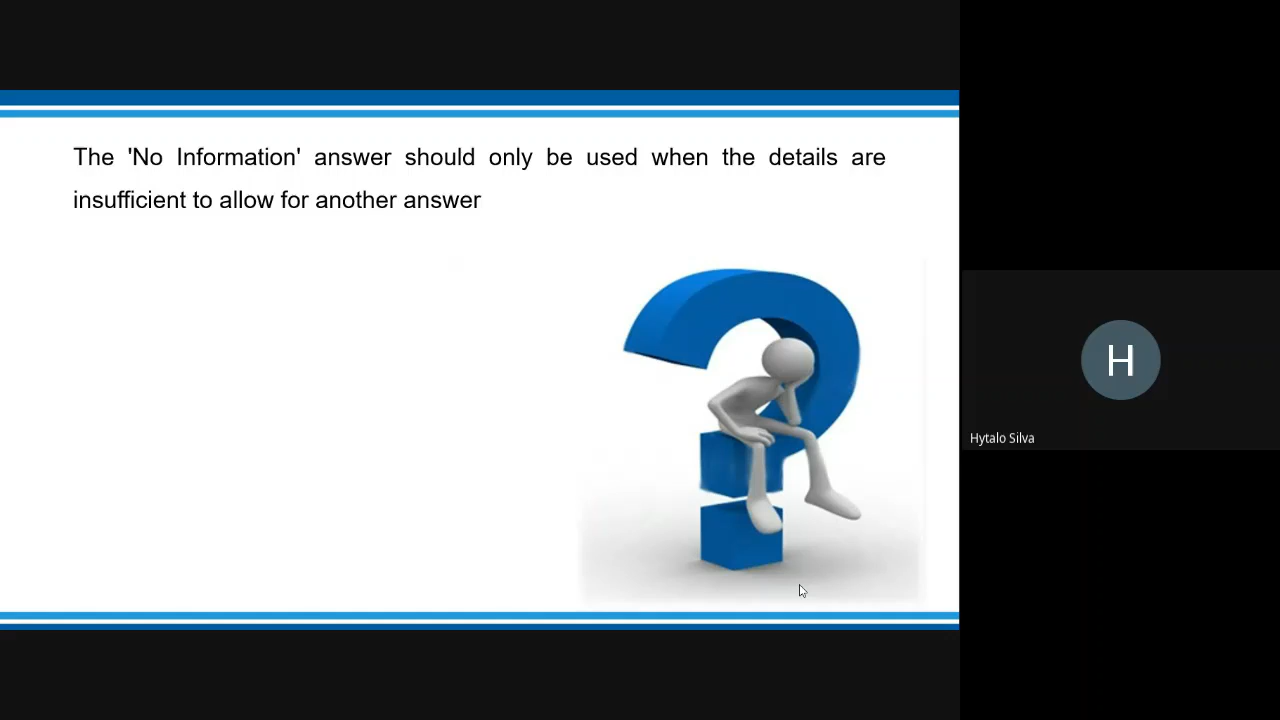 The 'No Information' answer should only be used when the details are
insufficient to allow for another answer
H
Hytalo Silva